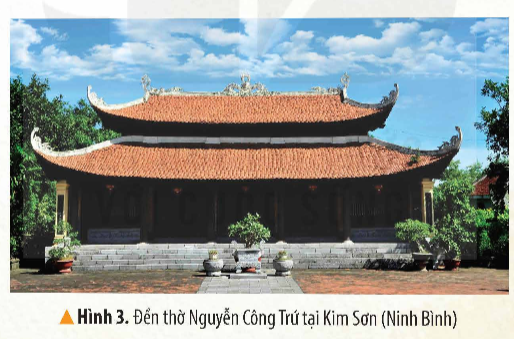 ▲ Hình 3. Đền thờ Nguyễn Công Trứ tại Kim Sơn (Ninh Bình)